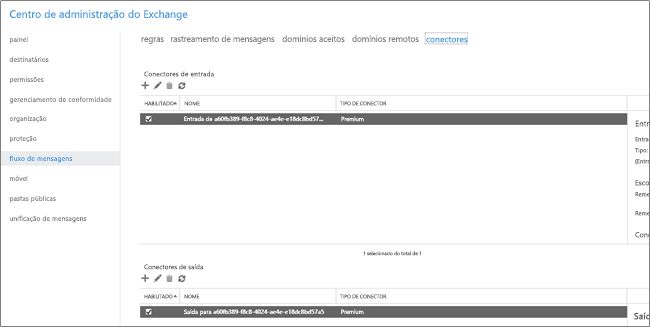 Centro de administração do Exchange
painel
destinatários
permissões
gerenciamento de conformidade
organização
proteção
fluxo de mensagens
móvel
pastas públicas
unificação de mensagens
regras rastreamento de mensagens domínios aceitos domínios remotos conectores
Conectores de entrada
HABILITADO NOME TIPO DE CONECTOR
Entrada de a60fb389-f8c8-4024-ae4e-e18dc8bd57... Premium
1 selecionado do total de 1
Entra
Entrada
Tipo:
(Entra
Esco
Reme
Reme
Cone
Conectores de saída
HABILITADO NOME TIPO DE CONECTOR
Saída para a60fb389-f8c8-4024-ae4e-e18dc8bd57a5 Premium
Saíd